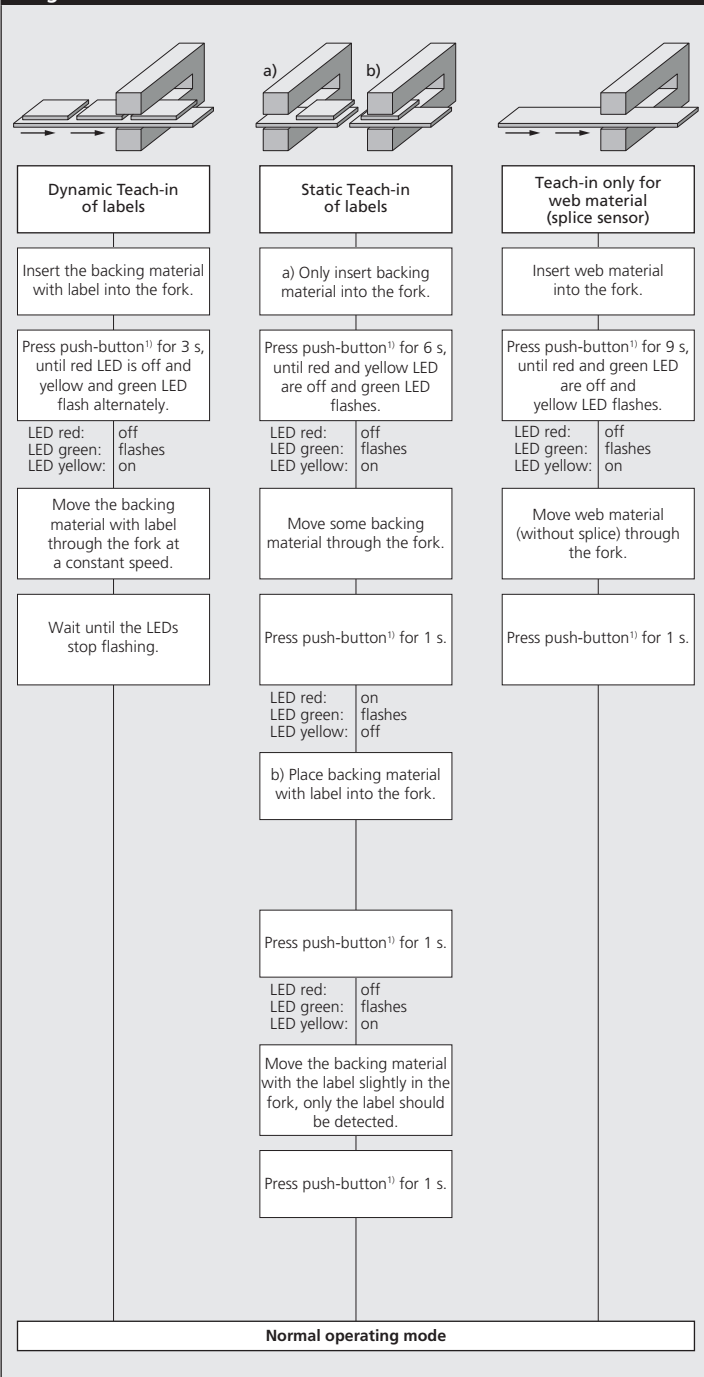 a)
b)
Dynamic Teach-in
of labels
Insert the backing material
with label into the fork.
Press push-button¹⁾ for 3 s,
until red LED is off and
yellow and green LED
flash alternately.
LED red: off
LED green: flashes
LED yellow: on
Move the backing
material with label
through the fork at
a constant speed.
Wait until the LEDs
stop flashing.
Static Teach-in
of labels
a) Only insert backing
material into the fork.
Press push-button¹⁾ for 6 s,
until red and yellow LED
are off and green LED
flashes.
LED red: off
LED green: flashes
LED yellow: on
Move some backing
material through the fork.
Press push-button¹⁾ for 1 s.
LED red: on
LED green: flashes
LED yellow: off
b) Place backing material
with label into the fork.
Press push-button¹⁾ for 1 s.
LED red: off
LED green: flashes
LED yellow: on
Move the backing material
with the label slightly in the
fork, only the label should
be detected.
Press push-button¹⁾ for 1 s.
Teach-in only for
web material
(splice sensor)
Insert web material
into the fork.
Press push-button¹⁾ for 9 s,
until red and green LED
are off and
yellow LED flashes.
LED red: off
LED green: flashes
LED yellow: on
Move web material
(without splice) through
the fork.
Press push-button¹⁾ for 1 s.
Normal operating mode